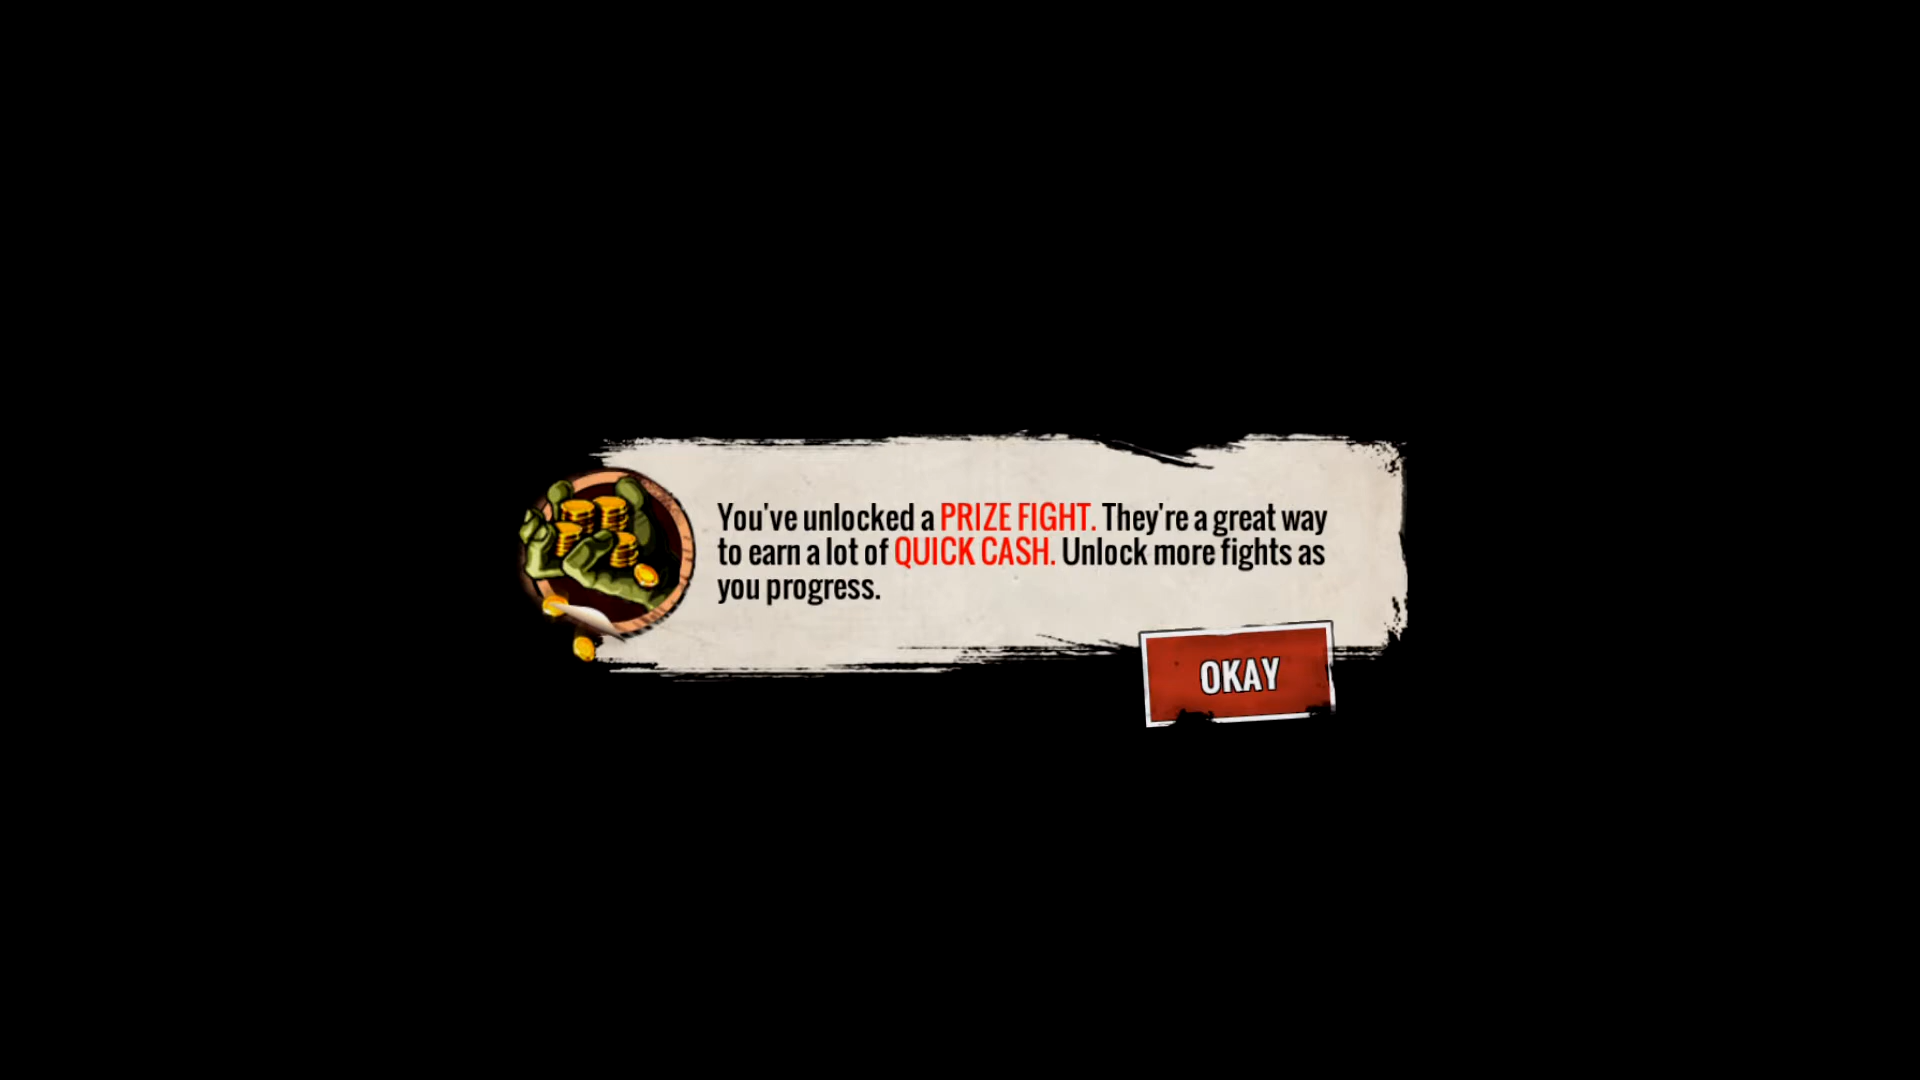 You've unlocked a PRIZE FIGHT. They're a great way
to earn a lot of QUICK CASH. Unlock more fights as
you progress.
OKAY